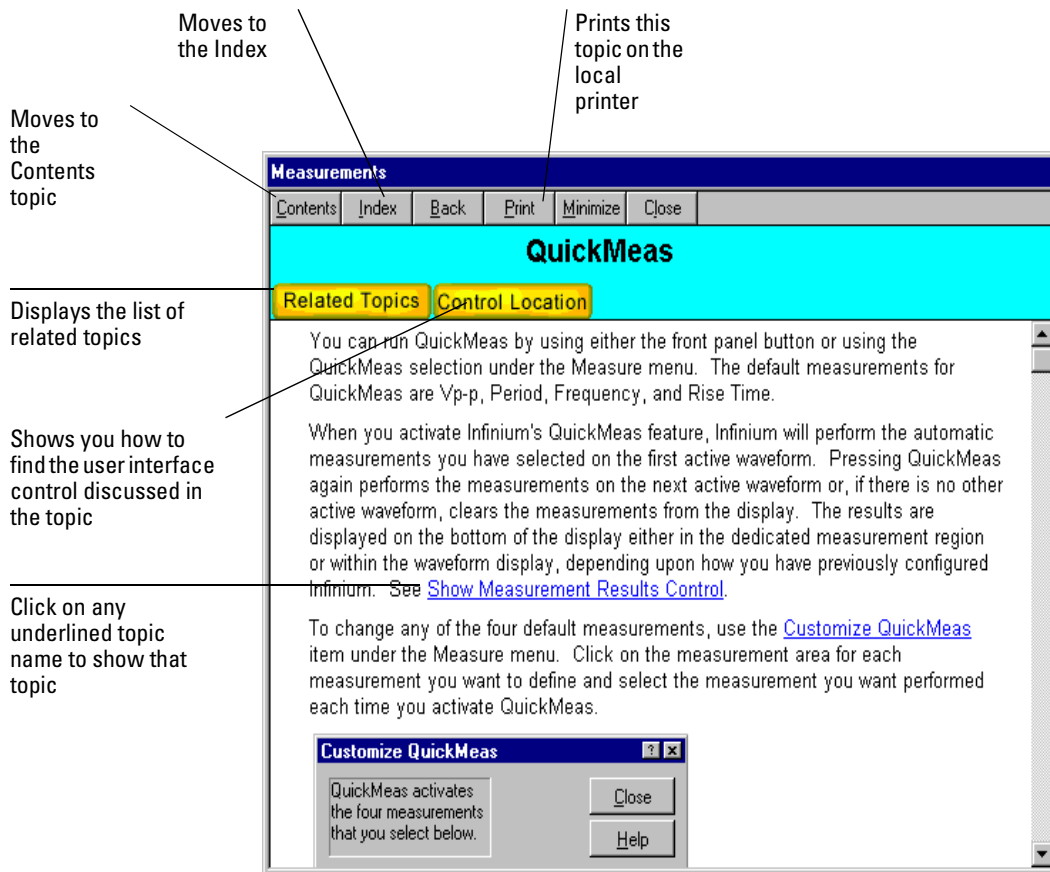 Moves to
the Index
Prints this
topic on the
local
printer
Moves to
the
Contents
topic
Displays the list of
related topics
Shows you how to
find the user interface
control discussed in
the topic
Click on any
underlined topic
name to show that
topic
Measurements
Contents Index Back Print Minimize Close
QuickMeas
Related Topics Control Location
You can run QuickMeas by using either the front panel button or using the
QuickMeas selection under the Measure menu. The default measurements for
QuickMeas are Vp-p, Period, Frequency, and Rise Time.
When you activate Infinium's QuickMeas feature, Infinium will perform the automatic
measurements you have selected on the first active waveform. Pressing QuickMeas
again performs the measurements on the next active waveform or, if there is no other
active waveform, clears the measurements from the display. The results are
displayed on the bottom of the display either in the dedicated measurement region
or within the waveform display, depending upon how you have previously configured
Infinium. See Show Measurement Results Control.
To change any of the four default measurements, use the Customize QuickMeas
item under the Measure menu. Click on the measurement area for each
measurement you want to define and select the measurement you want performed
each time you activate QuickMeas.
Customize QuickMeas
QuickMeas activates
the four measurements
that you select below.
Close
Help